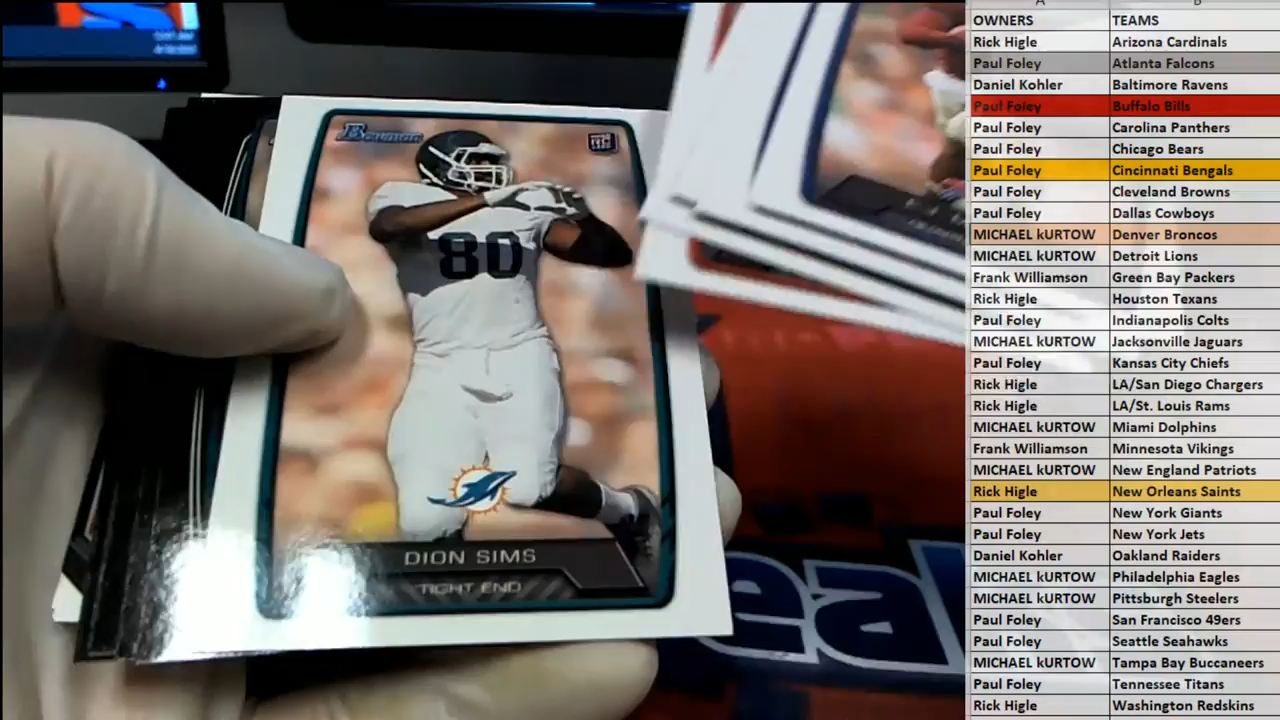 Bowman
80
DION SIMS
TIGHT END
OWNERS TEAMS
Rick Higle Arizona Cardinals
Paul Foley Atlanta Falcons
Daniel Kohler Baltimore Ravens
Paul Foley Buffalo Bills
Paul Foley Carolina Panthers
Paul Foley Chicago Bears
Paul Foley Cincinnati Bengals
Paul Foley Cleveland Browns
Paul Foley Dallas Cowboys
MICHAEL kURTOW Denver Broncos
MICHAEL kURTOW Detroit Lions
Frank Williamson Green Bay Packers
Rick Higle Houston Texans
Paul Foley Indianapolis Colts
MICHAEL kURTOW Jacksonville Jaguars
Paul Foley Kansas City Chiefs
Rick Higle LA/San Diego Chargers
Rick Higle LA/St. Louis Rams
MICHAEL kURTOW Miami Dolphins
Frank Williamson Minnesota Vikings
MICHAEL kURTOW New England Patriots
Rick Higle New Orleans Saints
Paul Foley New York Giants
Paul Foley New York Jets
Daniel Kohler Oakland Raiders
MICHAEL kURTOW Philadelphia Eagles
MICHAEL kURTOW Pittsburgh Steelers
Paul Foley San Francisco 49ers
Paul Foley Seattle Seahawks
MICHAEL kURTOW Tampa Bay Buccaneers
Paul Foley Tennessee Titans
Rick Higle Washington Redskins